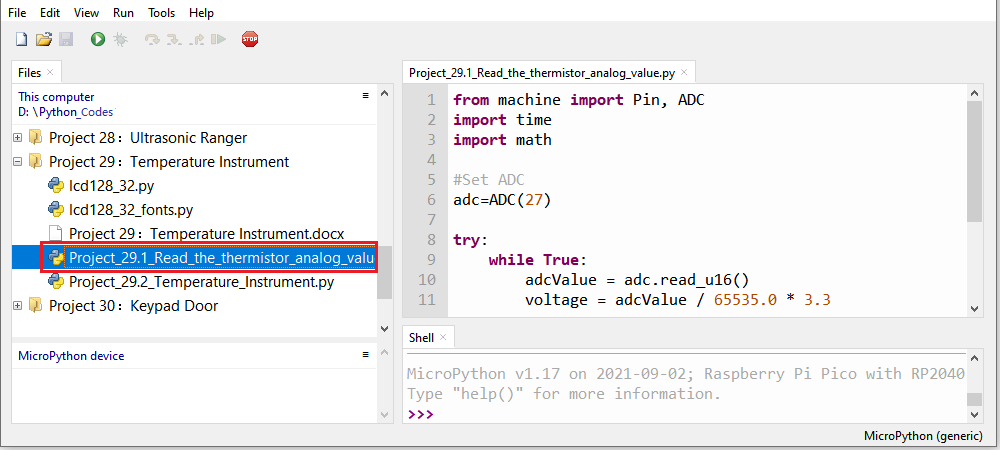 File Edit View Run Tools Help
STOP
Files ×
This computer
D: \Python_Codes
Project 28：Ultrasonic Ranger
Project 29：Temperature Instrument
lcd128_32.py
lcd128_32_fonts.py
Project 29：Temperature Instrument.docx
Project_29.1_Read_the_thermistor_analog_valu
Project_29.2_Temperature_Instrument.py
Project 30：Keypad Door
MicroPython device
Project_29.1_Read_the_thermistor_analog_value.py ×
1 from machine import Pin, ADC
2 import time
3 import math
4
5 #Set ADC
6 adc=ADC(27)
7
8 try:
9 while True:
10 adcValue = adc.read_u16()
11 voltage = adcValue / 65535.0 * 3.3
Shell ×
MicroPython v1.17 on 2021-09-02; Raspberry Pi Pico with RP2040
Type "help()" for more information.
>>>
MicroPython (generic)